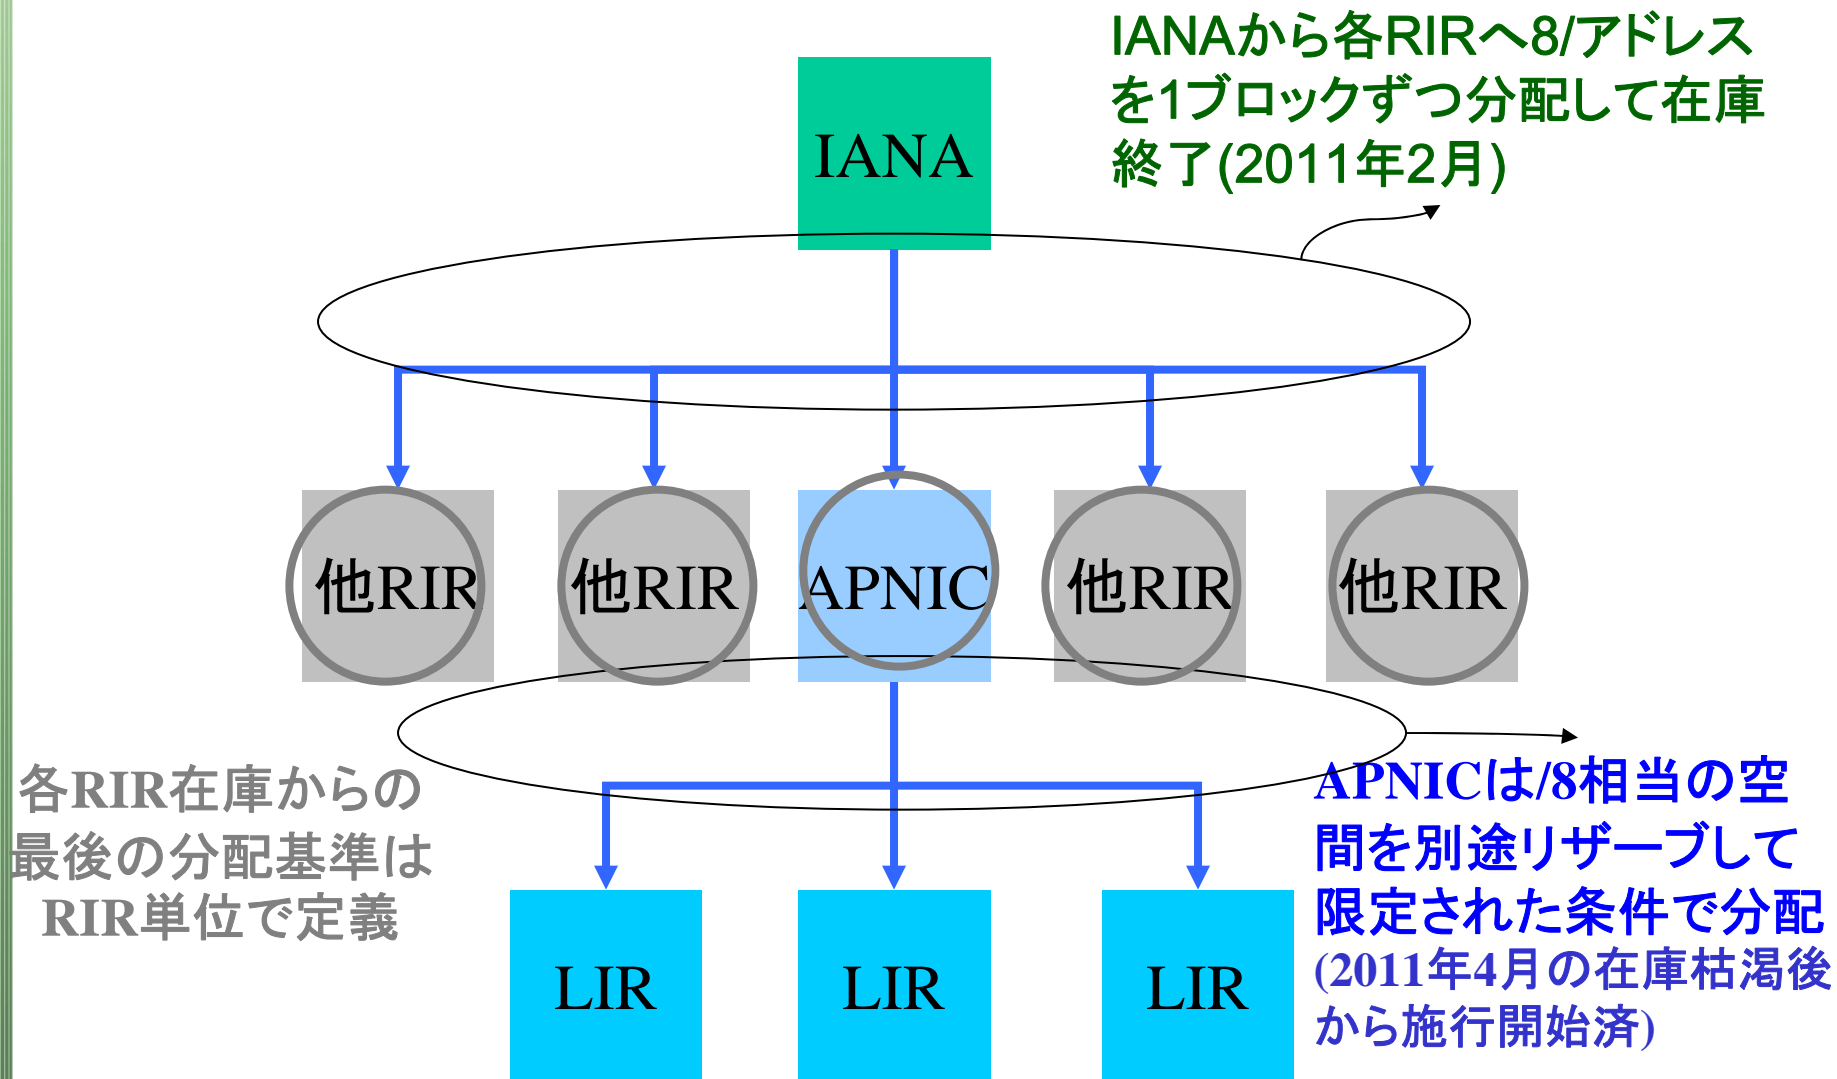 IANAから各RIRへ8/アドレス
を1ブロックずつ分配して在庫
終了(2011年2月)
IANA
他RIR
他RIR
APNIC
他RIR
他RIR
各RIR在庫からの
最後の分配基準は
RIR単位で定義
APNICは/8相当の空
間を別途リザーブして
限定された条件で分配
(2011年4月の在庫枯渇後
から施行開始済)
LIR
LIR
LIR